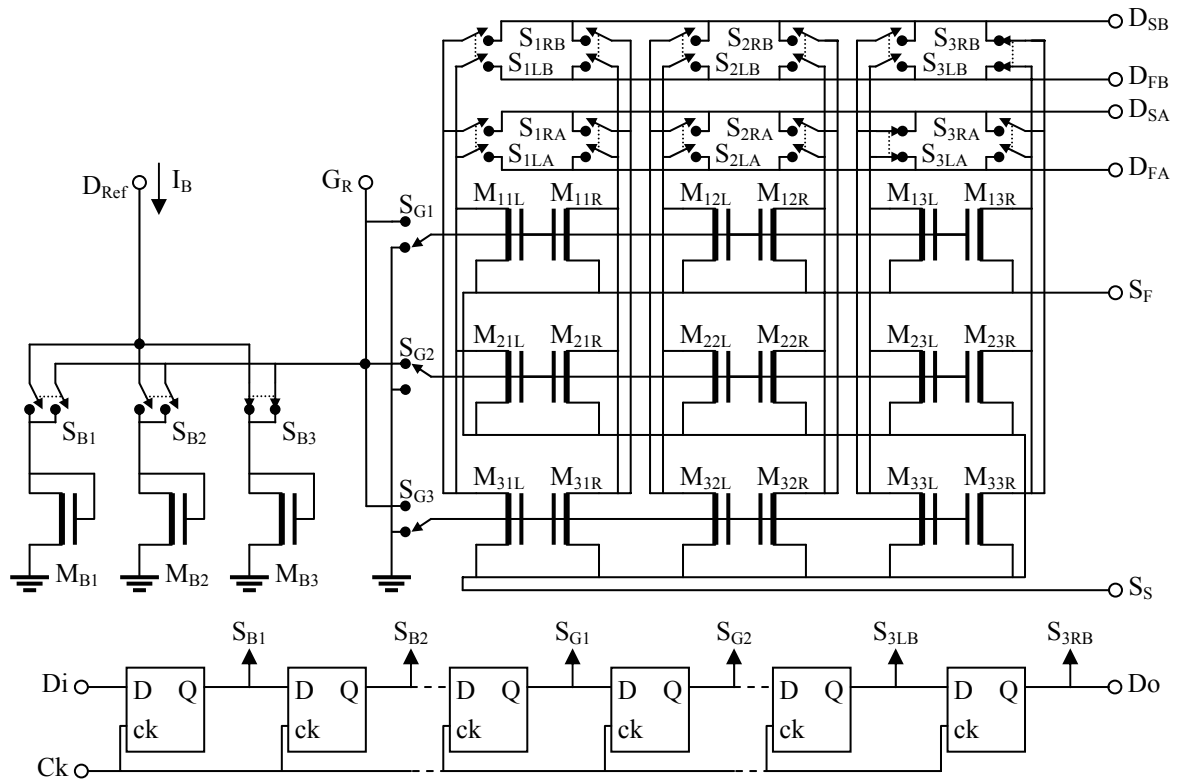 S1RB S2RB S3RB DSB
S1LB S2LB S3LB DFB
S1RA S2RA S3RA DSA
S1LA S2LA S3LA DFA
DRef IB GR
SG1 M11L M11R M12L M12R M13L M13R
SF
SG2 M21L M21R M22L M22R M23L M23R
SB1 SB2 SB3
SG3 M31L M31R M32L M32R M33L M33R
MB1 MB2 MB3 SS
SB1 SB2 SG1 SG2 S3LB S3RB
Di D Q D Q D Q D Q D Q D Q Do
ck ck ck ck ck ck
Ck